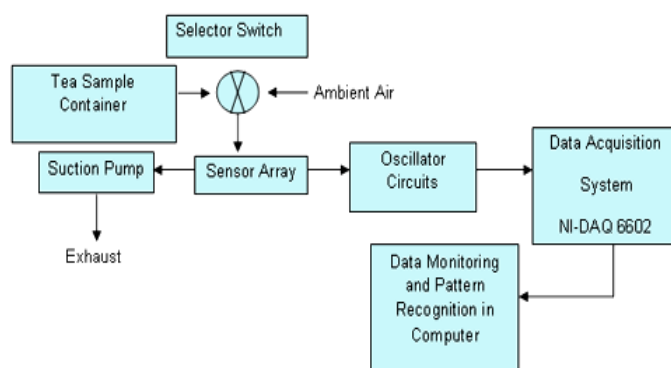 Selector Switch
Tea Sample
Container
Ambient Air
Suction Pump
Sensor Array
Oscillator
Circuits
Data Acquisition
System
NI-DAQ 6602
Exhaust
Data Monitoring
and Pattern
Recognition in
Computer